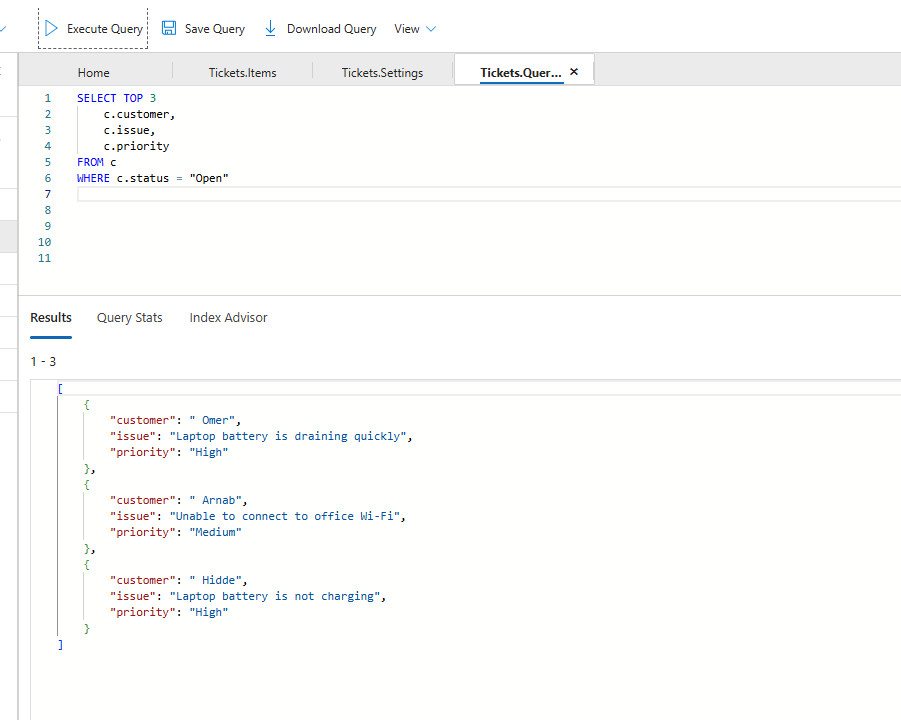 Execute Query Save Query Download Query View
Home Tickets.Items Tickets.Settings Tickets.Quer... ×
1 SELECT TOP 3
2 c.customer,
3 c.issue,
4 c.priority
5 FROM c
6 WHERE c.status = "Open"
7
8
9
10
11
Results Query Stats Index Advisor
1 - 3
[
{
"customer": " Omer",
"issue": "Laptop battery is draining quickly",
"priority": "High"
},
{
"customer": " Arnab",
"issue": "Unable to connect to office Wi-Fi",
"priority": "Medium"
},
{
"customer": " Hidde",
"issue": "Laptop battery is not charging",
"priority": "High"
}
]